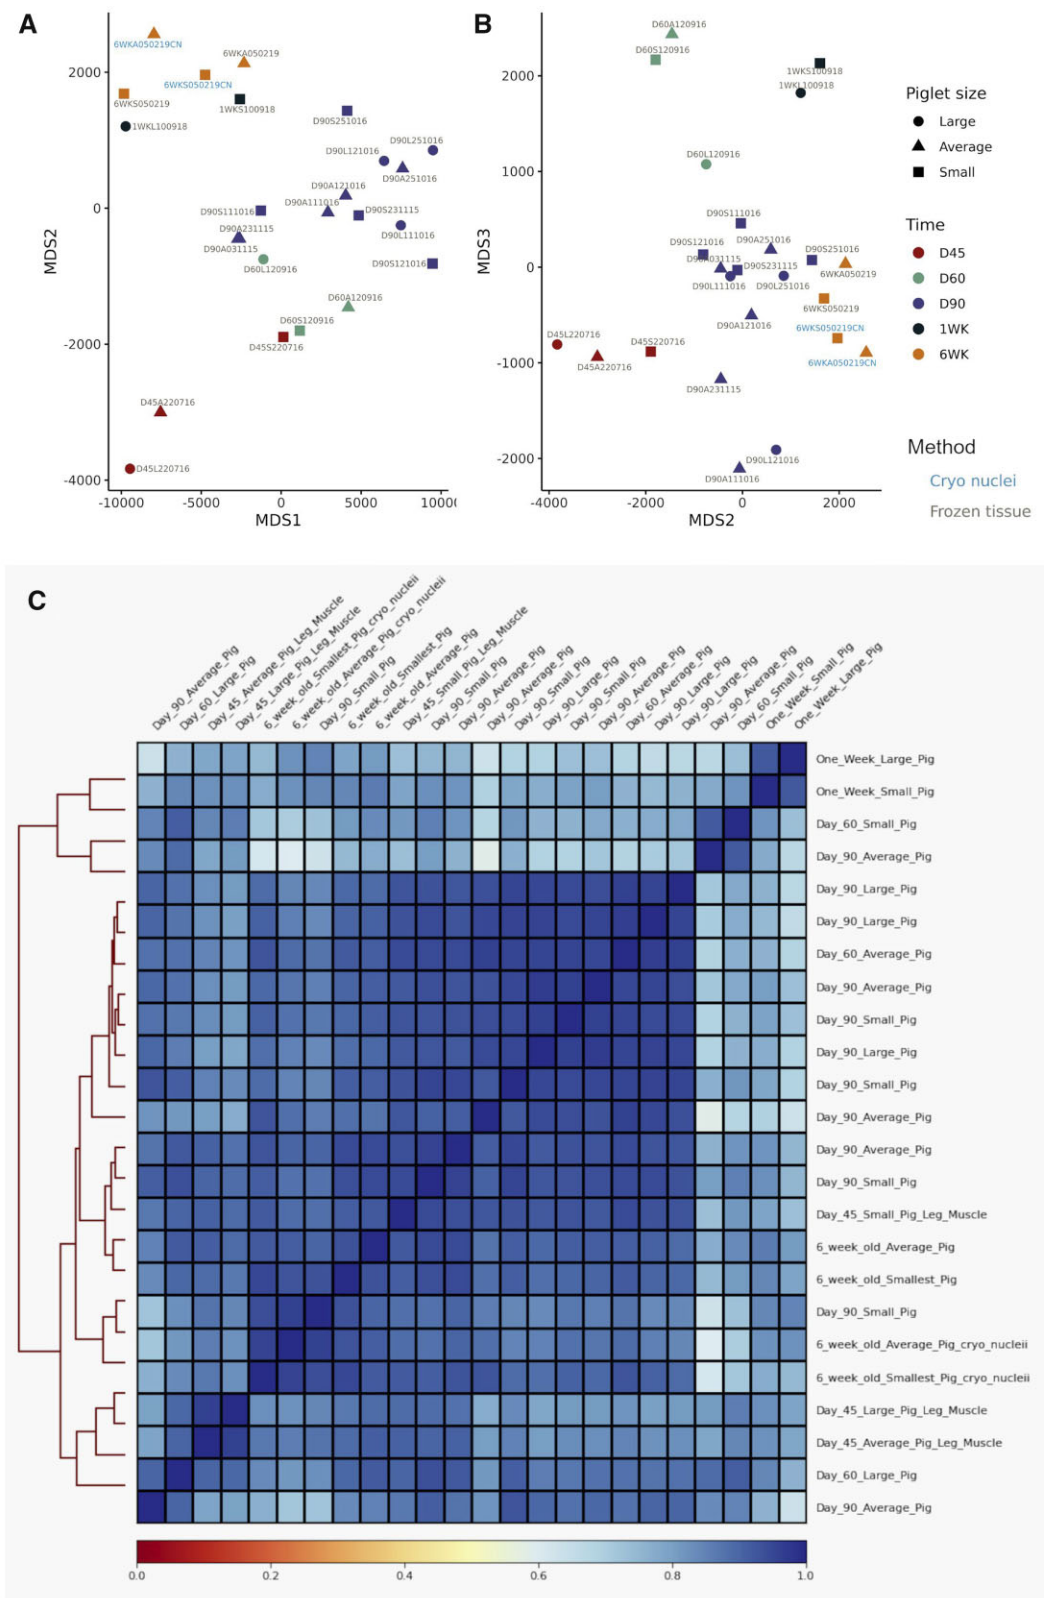 A
B
6WKA050219CN
6WKA050219
6WKS050219CN
6WKS050219
1WKS100918
1WKL100918
D90S251016
D90L251016
D90L121016
D90A251016
D90A121016
D90A111016
D90S111016
D90S231115
D90A231115
D90L111016
D90A031115
D60L120916
D90S121016
D60A120916
D60S120916
D45S220716
D45A220716
D45L220716
2000
0
-2000
-4000
-10000
-5000
0
5000
MDS1
MDS2
D60A120916
D60S120916
1WKS100918
1WKL100918
D60L120916
D90S111016
D90S121016
D90A251016
D90S251016
D90S231115
6WKA050219
D90L111016
D90L251016
6WKS050219
D90A121016
6WKS050219CN
D45L220716
D45S220716
D45A220716
6WKA050219CN
D90A231115
D90L121016
D90A111016
2000
1000
0
-1000
-2000
-4000
-2000
0
2000
MDS2
MDS3
Piglet size
Large
Average
Small
Time
D45
D60
D90
1WK
6WK
Method
Cryo nuclei
Frozen tissue
C
Day_90_Average_Pig
Day_60_Large_Pig
Day_45_Average_Pig_Leg_Muscle
Day_45_Large_Pig_Leg_Muscle
6_week_old_Smallest_Pig_cryo_nucleii
6_week_old_Average_Pig_cryo_nucleii
Day_90_Small_Pig
6_week_old_Smallest_Pig
6_week_old_Average_Pig
Day_45_Small_Pig_Leg_Muscle
Day_90_Small_Pig
Day_90_Average_Pig
Day_90_Average_Pig
Day_90_Small_Pig
Day_90_Large_Pig
Day_90_Small_Pig
Day_90_Average_Pig
Day_60_Average_Pig
Day_90_Large_Pig
Day_90_Large_Pig
Day_90_Average_Pig
Day_60_Small_Pig
One_Week_Small_Pig
One_Week_Large_Pig
One_Week_Large_Pig
One_Week_Small_Pig
Day_60_Small_Pig
Day_90_Average_Pig
Day_90_Large_Pig
Day_90_Large_Pig
Day_60_Average_Pig
Day_90_Average_Pig
Day_90_Small_Pig
Day_90_Large_Pig
Day_90_Small_Pig
Day_90_Average_Pig
Day_90_Average_Pig
Day_90_Small_Pig
Day_45_Small_Pig_Leg_Muscle
6_week_old_Average_Pig
6_week_old_Smallest_Pig
Day_90_Small_Pig
6_week_old_Average_Pig_cryo_nucleii
6_week_old_Smallest_Pig_cryo_nucleii
Day_45_Large_Pig_Leg_Muscle
Day_45_Average_Pig_Leg_Muscle
Day_60_Large_Pig
Day_90_Average_Pig
0.0
0.2
0.4
0.6
0.8
1.0